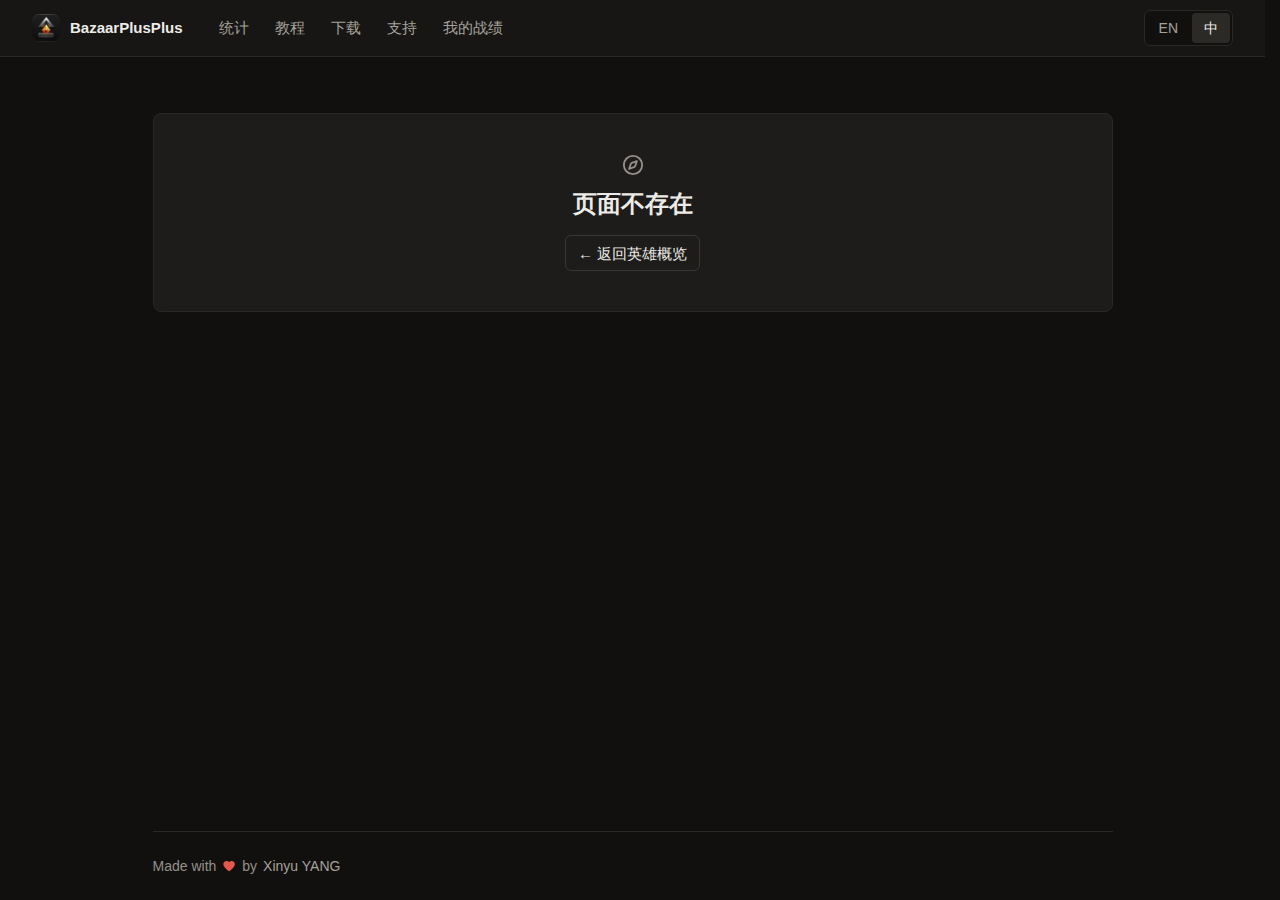 BazaarPlusPlus 统计 教程 下载 支持 我的战绩 EN 中
页面不存在
← 返回英雄概览
Made with ♥ by Xinyu YANG